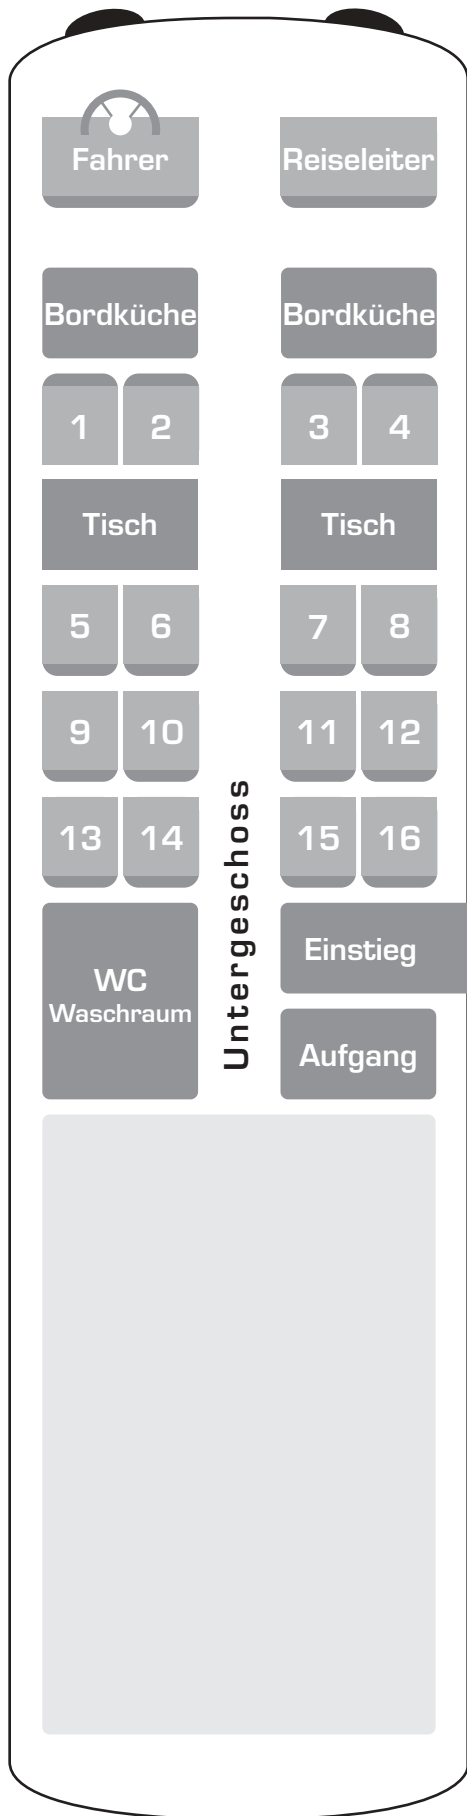 Fahrer Reiseleiter
Bordküche Bordküche
1 2 3 4
Tisch Tisch
5 6 7 8
9 10 11 12
13 14 15 16
Untergeschoss
Einstieg
WC
Waschraum
Aufgang